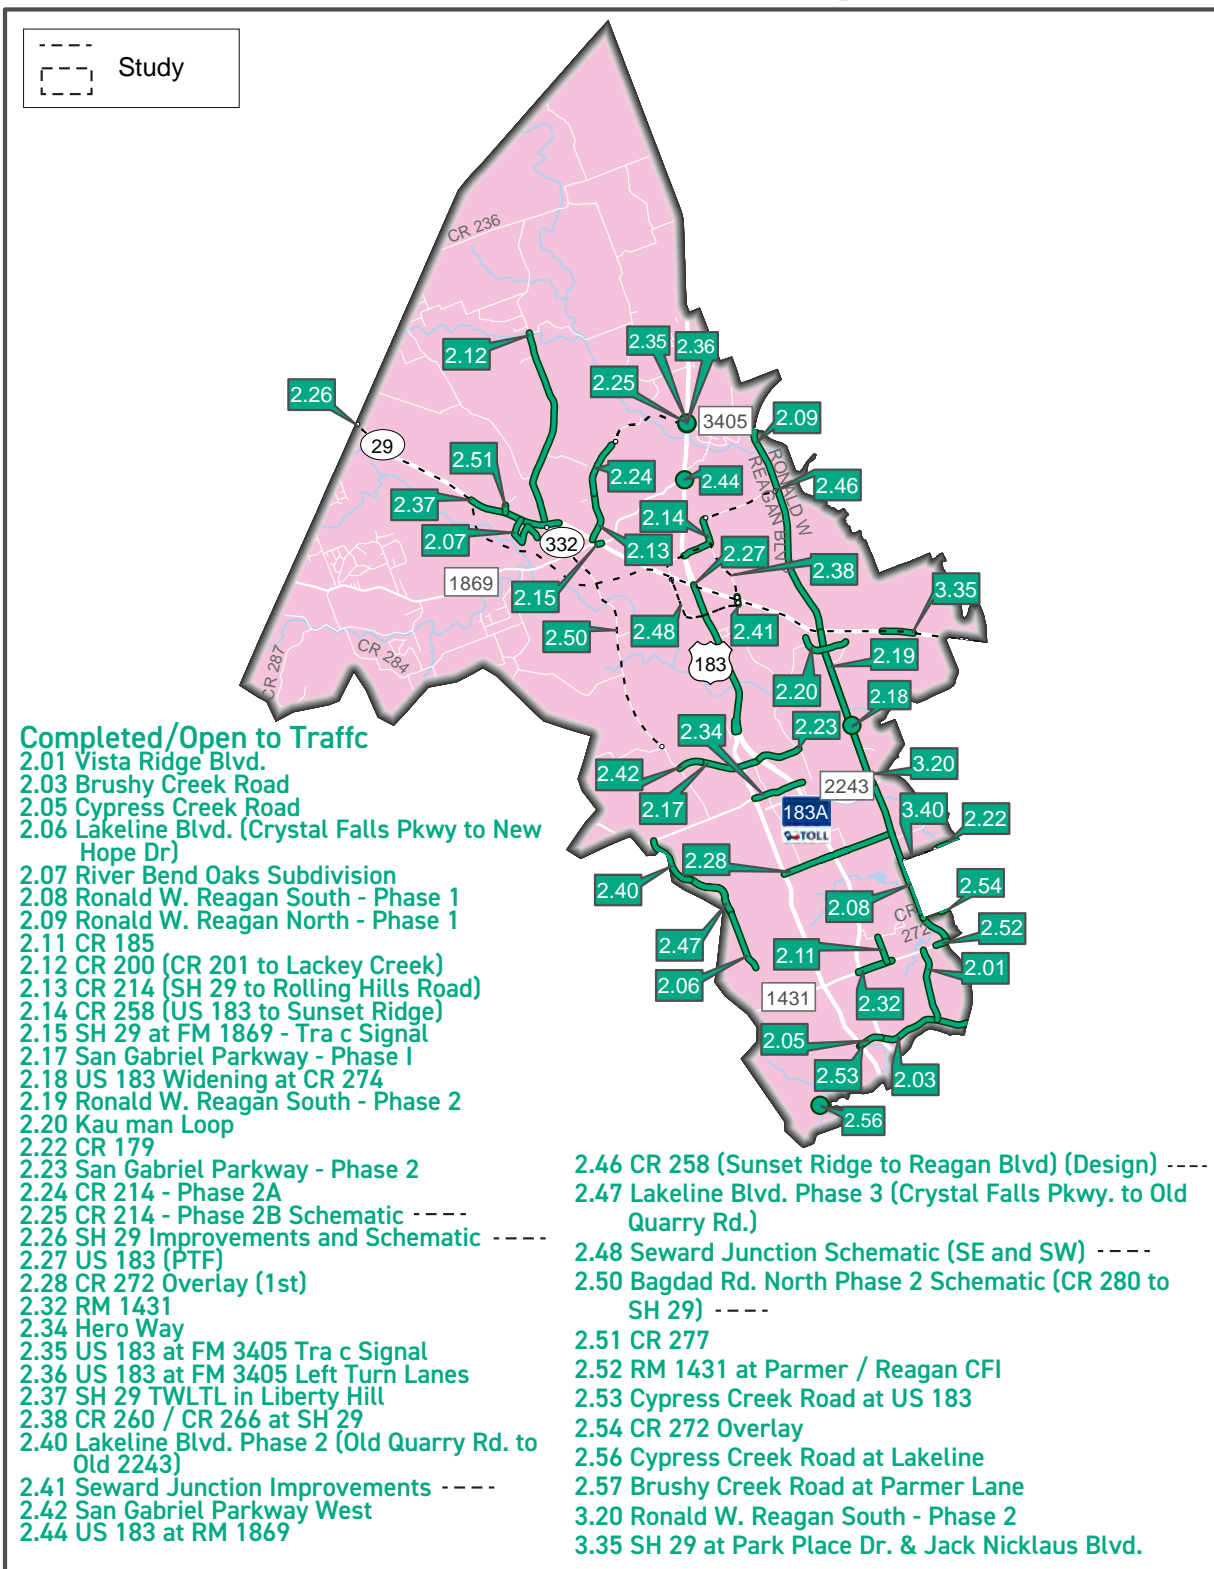 Study
CR 236
2.12
2.35
2.36
2.25
2.26
3405
2.09
29
2.51
2.24
2.44
RONALD W
REAGAN BLVD
2.46
2.37
2.14
2.07
332
2.13
2.27
2.38
1869
2.15
2.48
2.41
3.35
2.50
CR 287
CR 284
183
2.19
2.20
2.18
2.34
2.23
2.42
2.17
2243
3.20
183A
TOLL
3.40
2.22
2.28
2.40
2.08
2.54
CR
272
2.52
2.47
2.11
2.01
2.06
1431
2.32
2.05
2.53
2.03
2.56
Completed/Open to Traffc
2.01 Vista Ridge Blvd.
2.03 Brushy Creek Road
2.05 Cypress Creek Road
2.06 Lakeline Blvd. (Crystal Falls Pkwy to New
Hope Dr)
2.07 River Bend Oaks Subdivision
2.08 Ronald W. Reagan South - Phase 1
2.09 Ronald W. Reagan North - Phase 1
2.11 CR 185
2.12 CR 200 (CR 201 to Lackey Creek)
2.13 CR 214 (SH 29 to Rolling Hills Road)
2.14 CR 258 (US 183 to Sunset Ridge)
2.15 SH 29 at FM 1869 - Tra c Signal
2.17 San Gabriel Parkway - Phase I
2.18 US 183 Widening at CR 274
2.19 Ronald W. Reagan South - Phase 2
2.20 Kau man Loop
2.22 CR 179
2.23 San Gabriel Parkway - Phase 2
2.24 CR 214 - Phase 2A
2.25 CR 214 - Phase 2B Schematic ----
2.26 SH 29 Improvements and Schematic ----
2.27 US 183 (PTF)
2.28 CR 272 Overlay (1st)
2.32 RM 1431
2.34 Hero Way
2.35 US 183 at FM 3405 Tra c Signal
2.36 US 183 at FM 3405 Left Turn Lanes
2.37 SH 29 TWLTL in Liberty Hill
2.38 CR 260 / CR 266 at SH 29
2.40 Lakeline Blvd. Phase 2 (Old Quarry Rd. to
Old 2243)
2.41 Seward Junction Improvements ----
2.42 San Gabriel Parkway West
2.44 US 183 at RM 1869
2.46 CR 258 (Sunset Ridge to Reagan Blvd) (Design) ----
2.47 Lakeline Blvd. Phase 3 (Crystal Falls Pkwy. to Old
Quarry Rd.)
2.48 Seward Junction Schematic (SE and SW) ----
2.50 Bagdad Rd. North Phase 2 Schematic (CR 280 to
SH 29) ----
2.51 CR 277
2.52 RM 1431 at Parmer / Reagan CFI
2.53 Cypress Creek Road at US 183
2.54 CR 272 Overlay
2.56 Cypress Creek Road at Lakeline
2.57 Brushy Creek Road at Parmer Lane
3.20 Ronald W. Reagan South - Phase 2
3.35 SH 29 at Park Place Dr. & Jack Nicklaus Blvd.